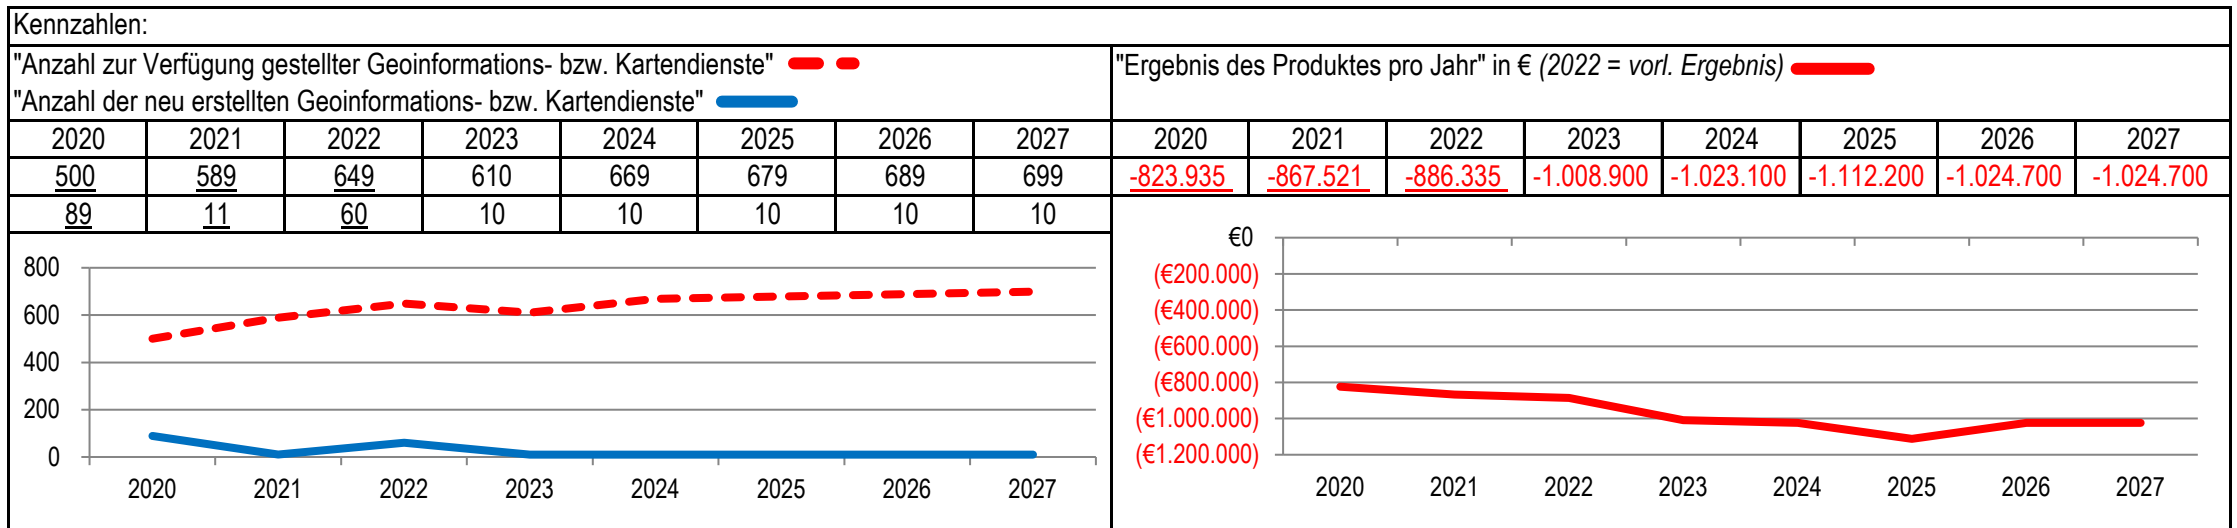 Kennzahlen:
"Anzahl zur Verfügung gestellter Geoinformations- bzw. Kartendienste"
"Anzahl der neu erstellten Geoinformations- bzw. Kartendienste"
2020 2021 2022 2023 2024 2025 2026 2027
500 589 649 610 669 679 689 699
89 11 60 10 10 10 10 10
800
600
400
200
0
2020 2021 2022 2023 2024 2025 2026 2027
"Ergebnis des Produktes pro Jahr" in € (2022 = vorl. Ergebnis)
2020 2021 2022 2023 2024 2025 2026 2027
-823.935 -867.521 -886.335 -1.008.900 -1.023.100 -1.112.200 -1.024.700 -1.024.700
€0
(€200.000)
(€400.000)
(€600.000)
(€800.000)
(€1.000.000)
(€1.200.000)
2020 2021 2022 2023 2024 2025 2026 2027